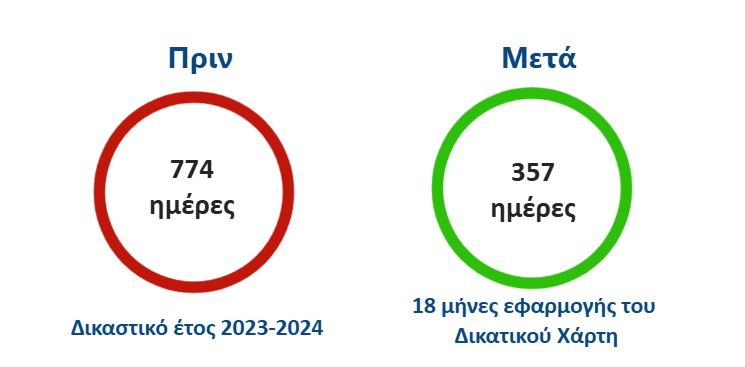 Πριν
Μετά
774
ημέρες
357
ημέρες
Δικαστικό έτος 2023-2024
18 μήνες εφαρμογής του
Δικατικού Χάρτη